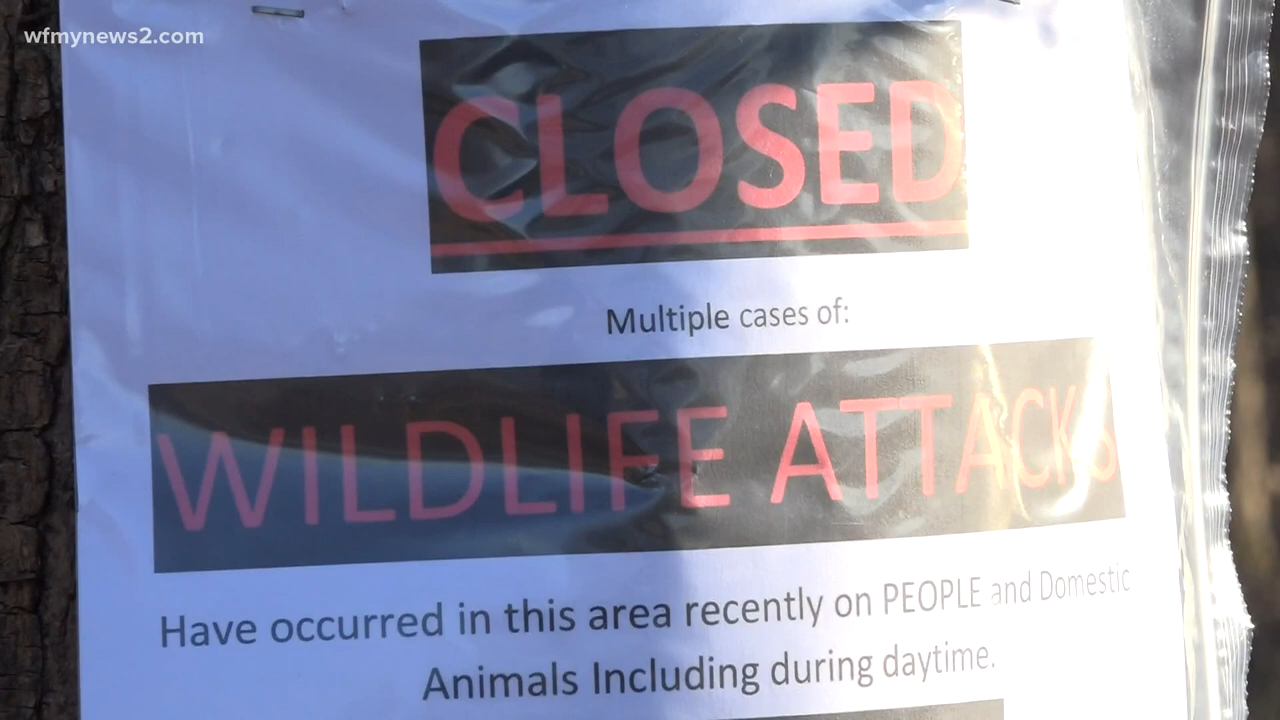 wfmynews2.com
CLOSED
Multiple cases of:
WILDLIFE ATTACKS
Have occurred in this area recently on PEOPLE and Domestic
Animals Including during daytime.